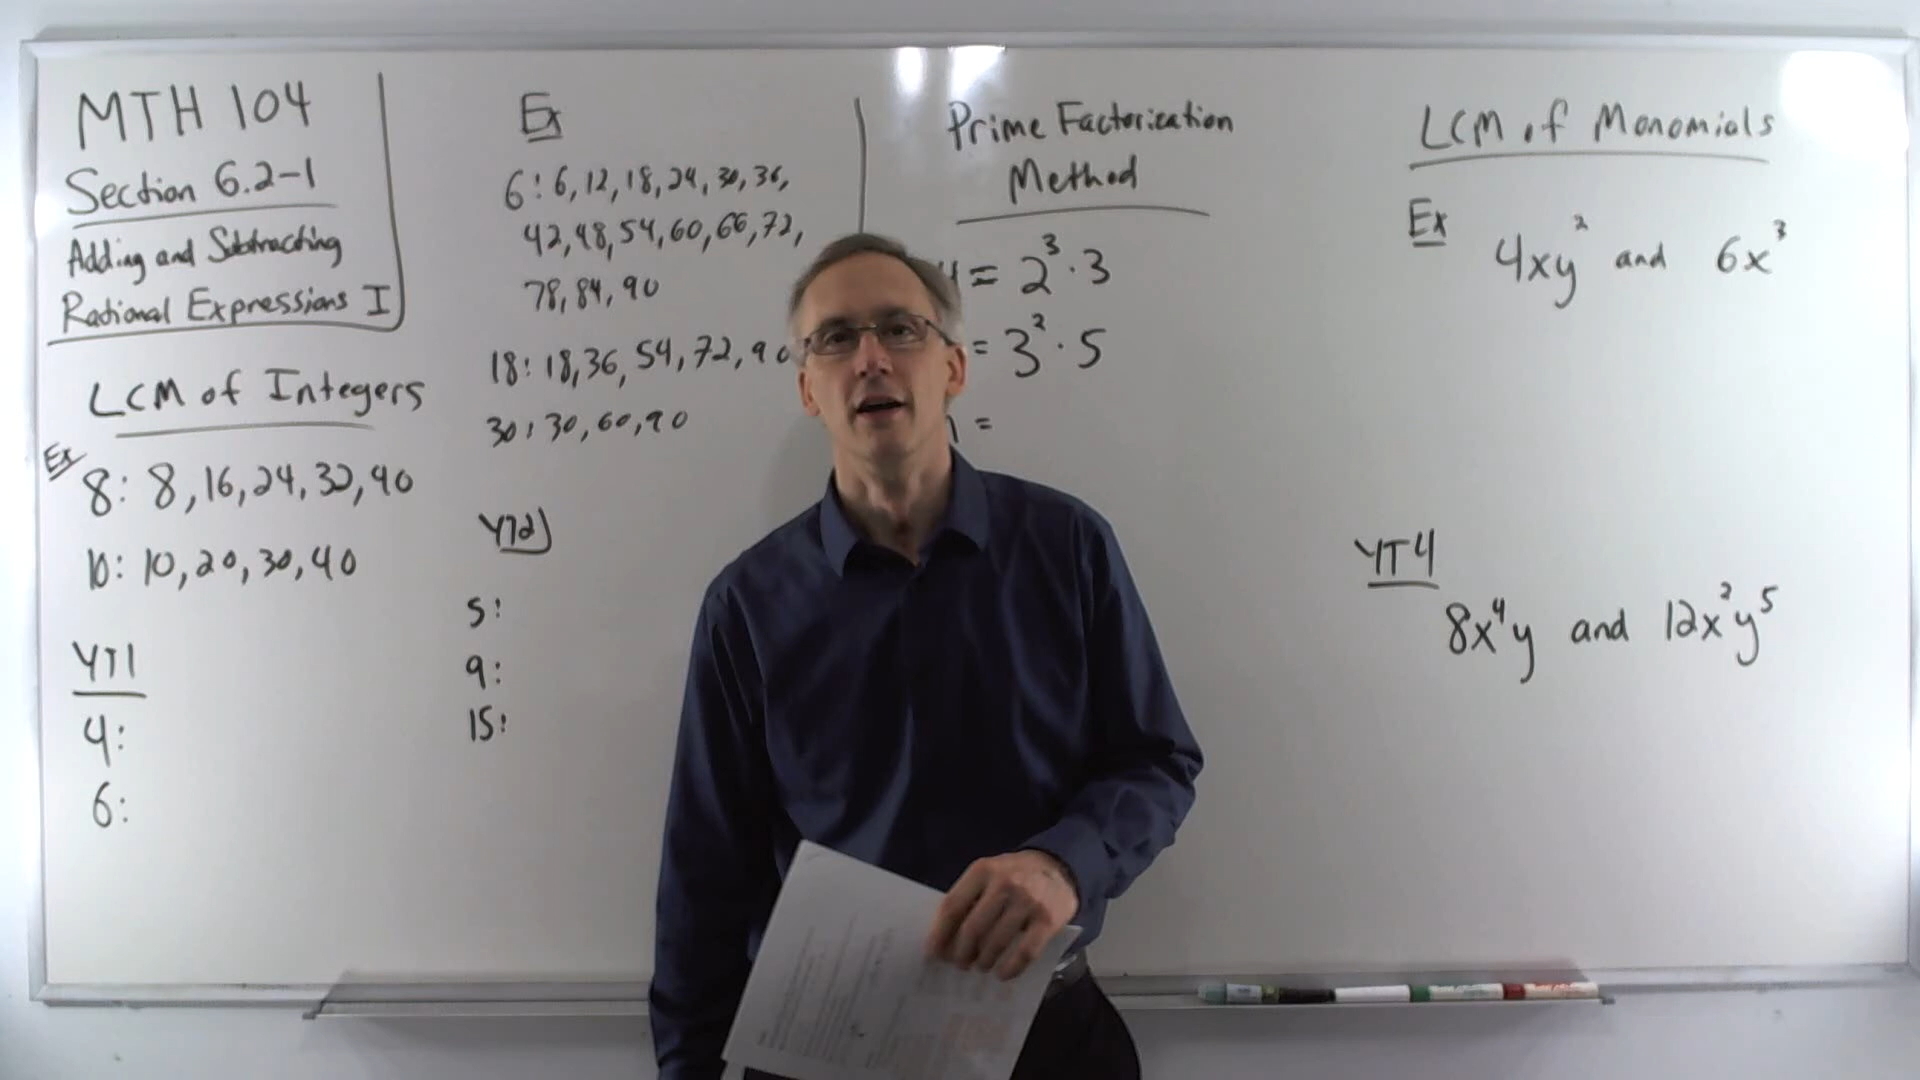 MTH 104
Section 6.2-1
Adding and Subtracting
Rational Expressions I
LCM of Integers
Ex
8: 8, 16, 24, 32, 40
10: 10, 20, 30, 40
YT1
4:
6:
Ex
6: 6, 12, 18, 24, 30, 36,
42, 48, 54, 60, 66, 72,
78, 84, 90
18: 18, 36, 54, 72, 90
30: 30, 60, 90
YT2
5:
9:
15:
Prime Factorization
Method
= 2³·3
= 3²·5
=
LCM of Monomials
Ex 4xy² and 6x³
YT4
8x⁴y and 12x²y⁵